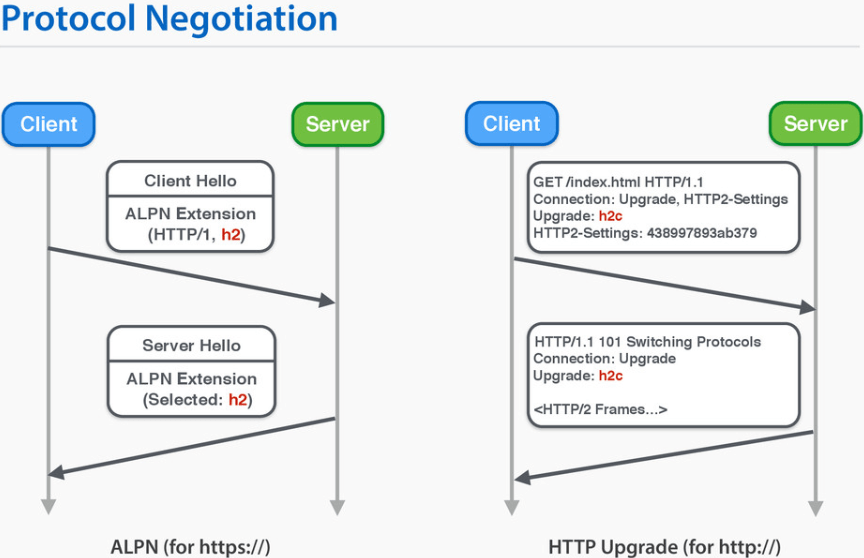 Protocol Negotiation
Client
Server
Client Hello
ALPN Extension
(HTTP/1, h2)
Server Hello
ALPN Extension
(Selected: h2)
ALPN (for https://)
Client
Server
GET /index.html HTTP/1.1
Connection: Upgrade, HTTP2-Settings
Upgrade: h2c
HTTP2-Settings: 438997893ab379
HTTP/1.1 101 Switching Protocols
Connection: Upgrade
Upgrade: h2c
<HTTP/2 Frames...>
HTTP Upgrade (for http://)